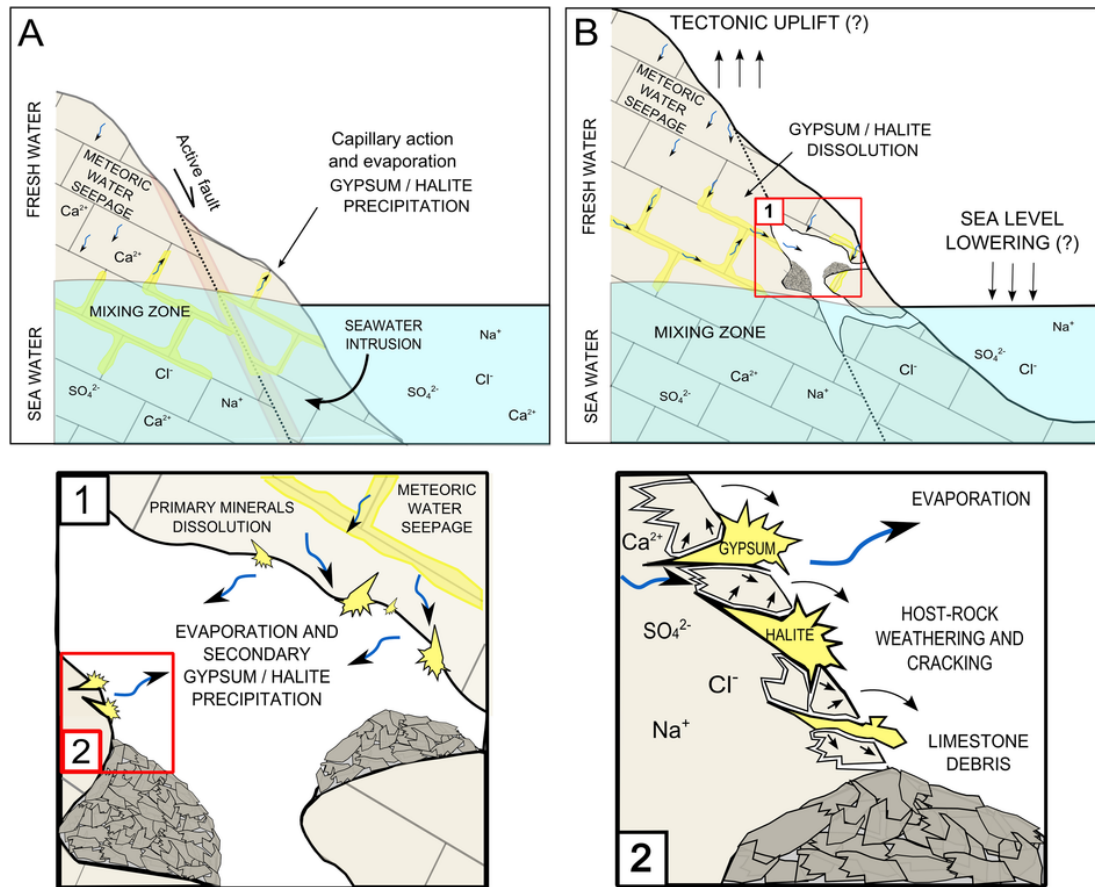 A
FRESH WATER
SEA WATER
METEORIC
WATER
SEEPAGE
Ca²⁺
Ca²⁺
Active fault
Capillary action
and evaporation
GYPSUM / HALITE
PRECIPITATION
MIXING ZONE
SEAWATER
INTRUSION
Cl⁻
SO₄²⁻
Na⁺
Ca²⁺
Na⁺
Cl⁻
SO₄²⁻
Ca²⁺
B
TECTONIC UPLIFT (?)
FRESH WATER
SEA WATER
METEORIC
WATER
SEEPAGE
GYPSUM / HALITE
DISSOLUTION
1
SEA LEVEL
LOWERING (?)
MIXING ZONE
Ca²⁺
Cl⁻
SO₄²⁻
Na⁺
Na⁺
SO₄²⁻
Cl⁻
Ca²⁺
1
PRIMARY MINERALS
DISSOLUTION
METEORIC
WATER
SEEPAGE
EVAPORATION AND
SECONDARY
GYPSUM / HALITE
PRECIPITATION
2
EVAPORATION
Ca²⁺
GYPSUM
SO₄²⁻
HALITE
HOST-ROCK
WEATHERING AND
CRACKING
Cl⁻
Na⁺
LIMESTONE
DEBRIS
2